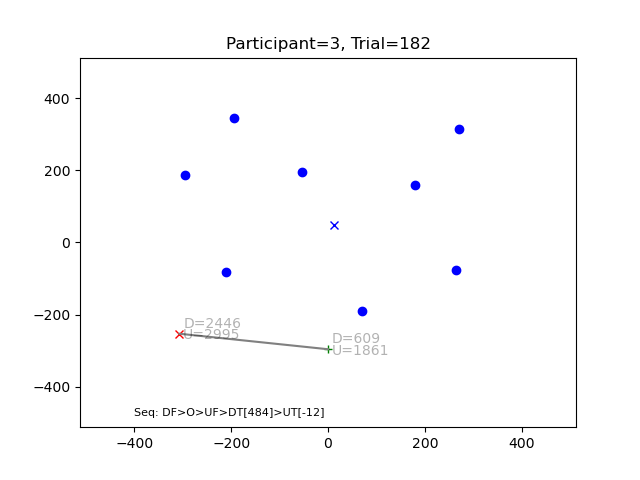 Participant=3, Trial=182
400
200
0
−200
−400
D=2446
U=2995
D=609
U=1861
Seq: DF>O>UF>DT[484]>UT[-12]
−400
−200
0
200
400